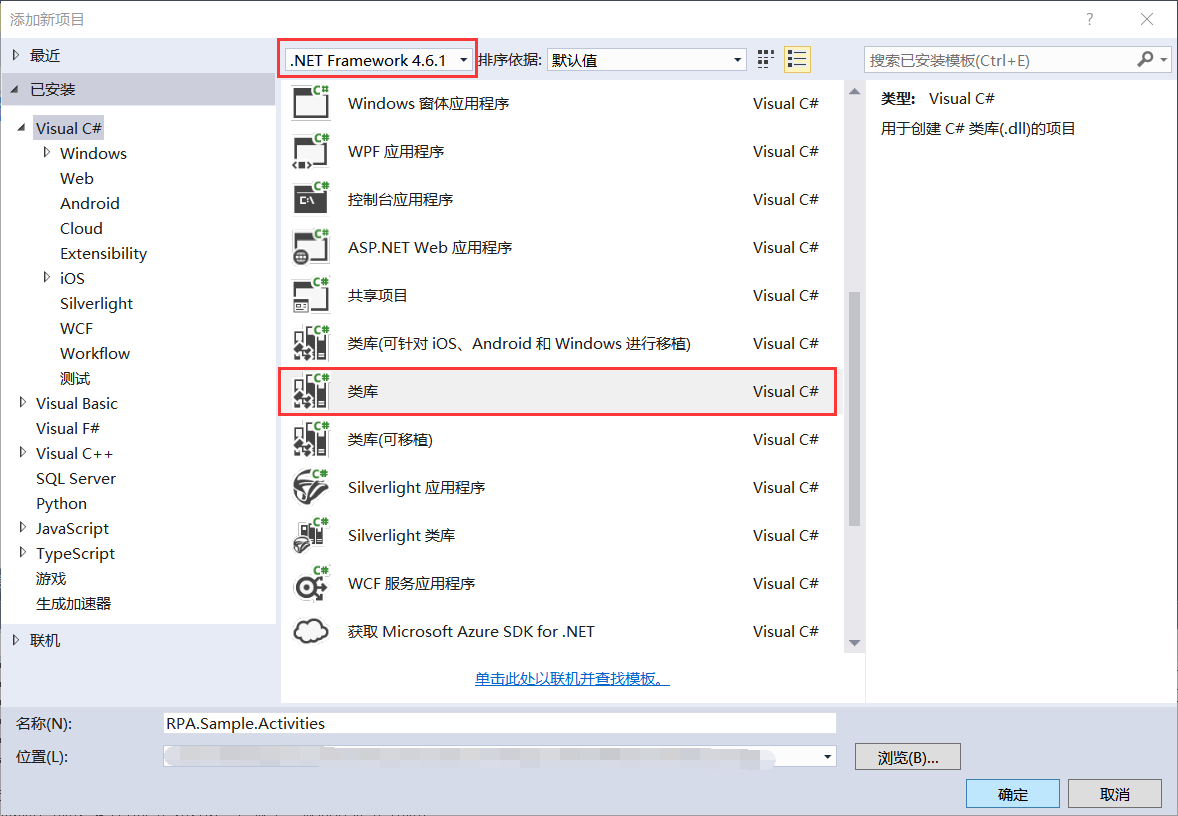 添加新项目
?
最近
已安装
Visual C#
Windows
Web
Android
Cloud
Extensibility
iOS
Silverlight
WCF
Workflow
测试
Visual Basic
Visual F#
Visual C++
SQL Server
Python
JavaScript
TypeScript
游戏
生成加速器
联机
.NET Framework 4.6.1 排序依据: 默认值
Windows 窗体应用程序 Visual C#
WPF 应用程序 Visual C#
控制台应用程序 Visual C#
ASP.NET Web 应用程序 Visual C#
共享项目 Visual C#
类库(可针对 iOS、Android 和 Windows 进行移植) Visual C#
类库 Visual C#
类库(可移植) Visual C#
Silverlight 应用程序 Visual C#
Silverlight 类库 Visual C#
WCF 服务应用程序 Visual C#
获取 Microsoft Azure SDK for .NET Visual C#
单击此处以联机并查找模板。
搜索已安装模板(Ctrl+E)
类型: Visual C#
用于创建 C# 类库(.dll)的项目
名称(N): RPA.Sample.Activities
位置(L):
浏览(B)...
确定 取消